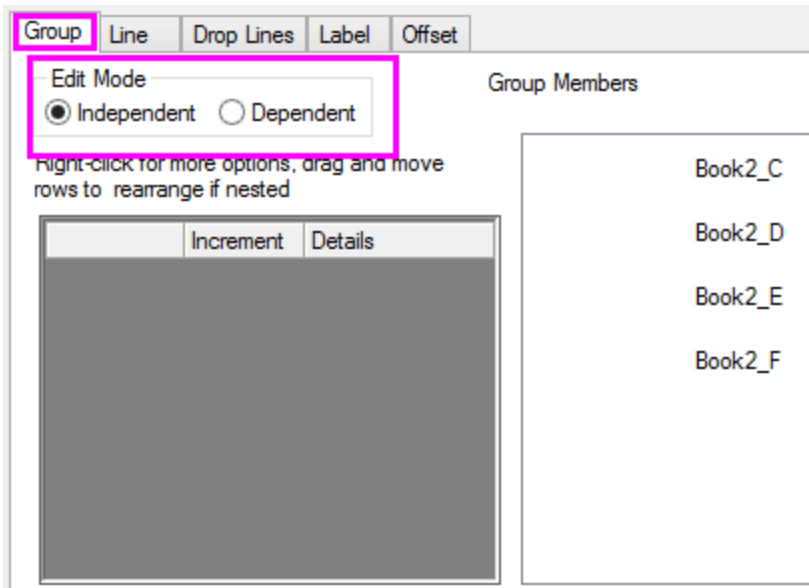 Group Line Drop Lines Label Offset
Edit Mode
Independent Dependent
Group Members
Right-click for more options, drag and move
rows to rearrange if nested
Increment Details
Book2_C
Book2_D
Book2_E
Book2_F